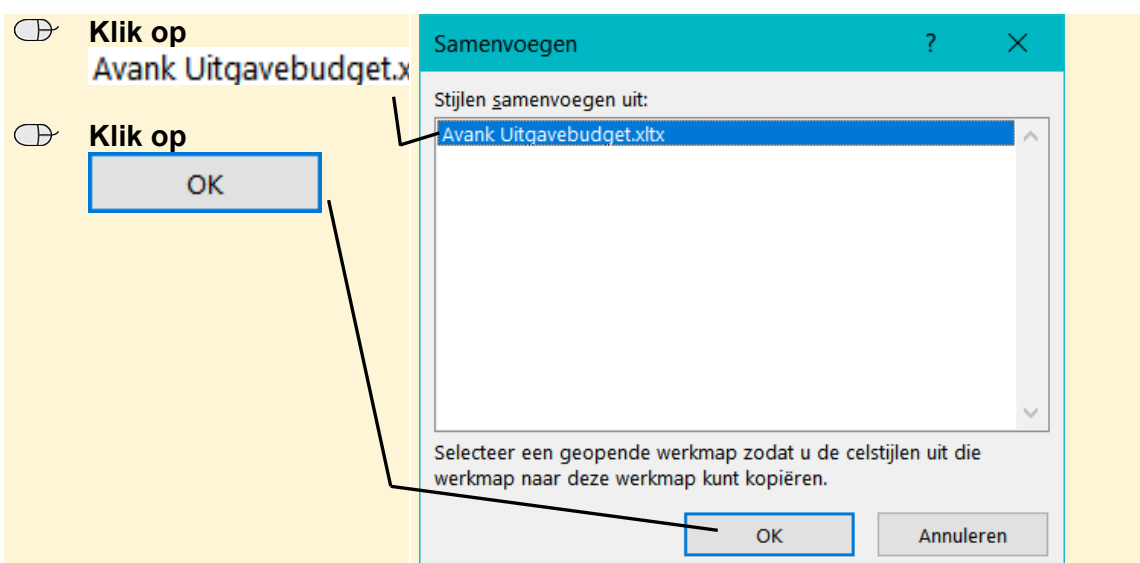 Klik op
Avank Uitgavebudget.x
Klik op
OK
Samenvoegen ?
Stijlen samenvoegen uit:
Avank Uitgavebudget.xltx
Selecteer een geopende werkmap zodat u de celstijlen uit die
werkmap naar deze werkmap kunt kopiëren.
OK Annuleren